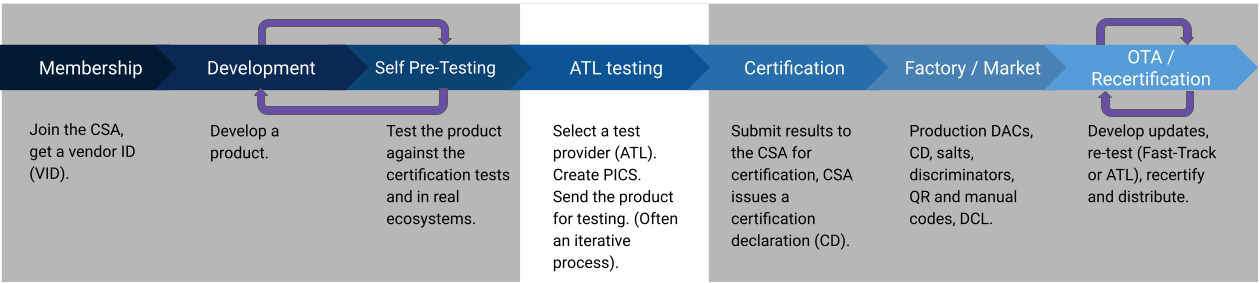 Membership
Development
Self Pre-Testing
ATL testing
Certification
Factory / Market
OTA /
Recertification
Join the CSA,
get a vendor ID
(VID).
Develop a
product.
Test the product
against the
certification tests
and in real
ecosystems.
Select a test
provider (ATL).
Create PICS.
Send the product
for testing. (Often
an iterative
process).
Submit results to
the CSA for
certification, CSA
issues a
certification
declaration (CD).
Production DACs,
CD, salts,
discriminators,
QR and manual
codes, DCL.
Develop updates,
re-test (Fast-Track
or ATL), recertify
and distribute.